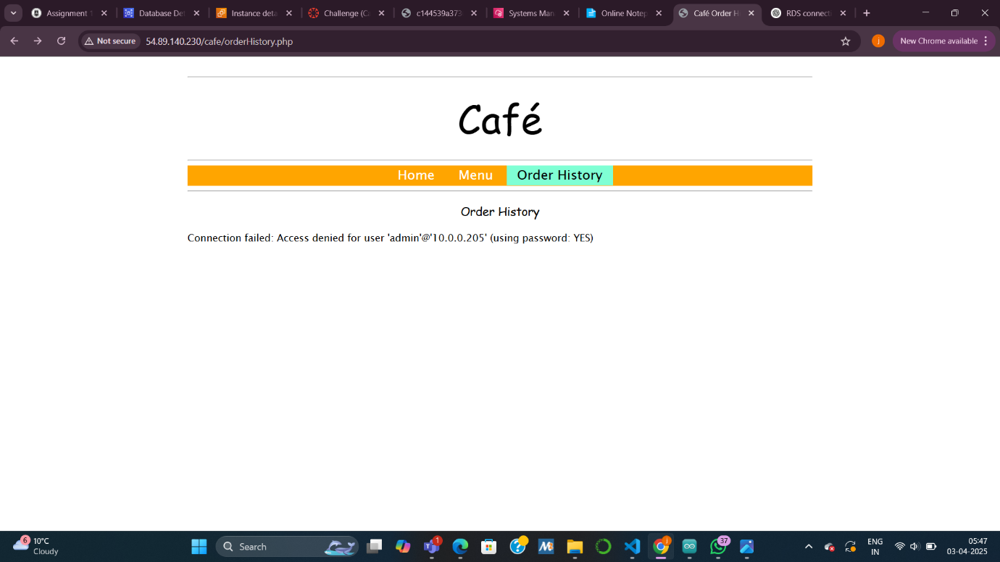 Assignment 1
Database Det
Instance deta
Challenge (Ca
c144539a373
Systems Man
Online Notep
Café Order H
RDS connect
Not secure
54.89.140.230/cafe/orderHistory.php
j
New Chrome available
Café
Home Menu Order History
Order History
Connection failed: Access denied for user 'admin'@'10.0.0.205' (using password: YES)
6
10°C
Cloudy
Search
1
j
37
ENG
IN
05:47
03-04-2025